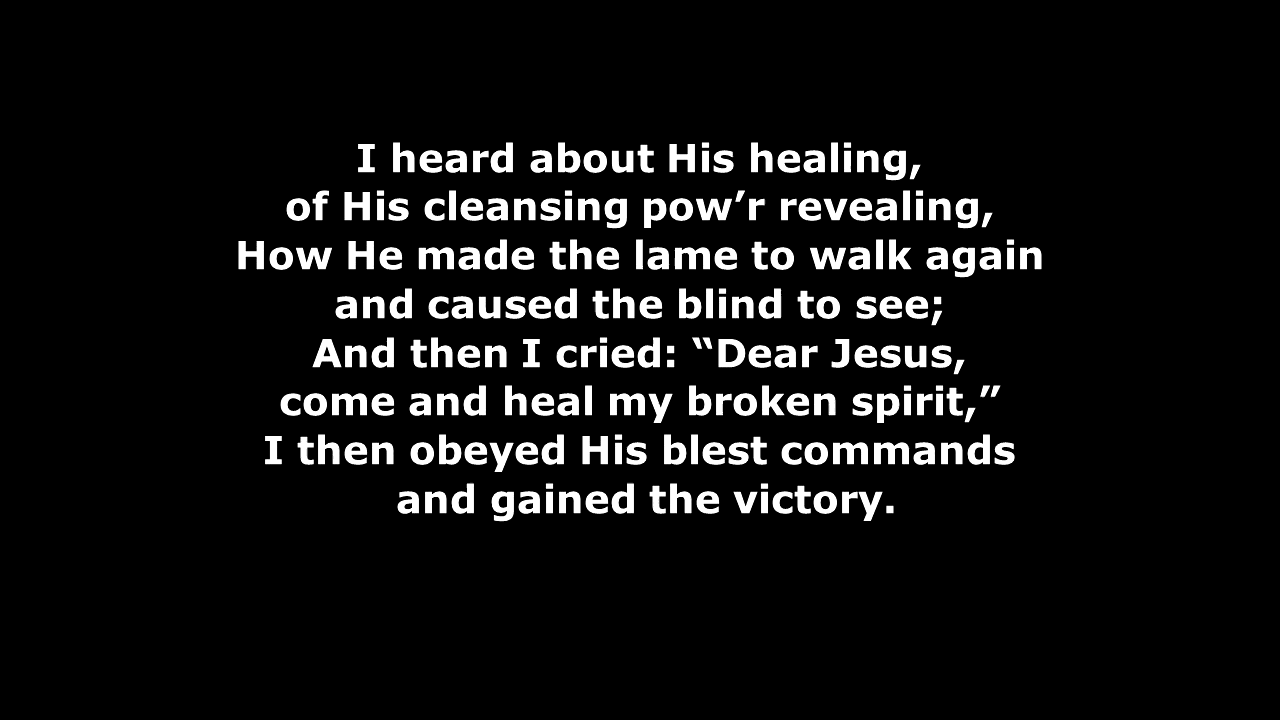 I heard about His healing,
of His cleansing pow’r revealing,
How He made the lame to walk again
and caused the blind to see;
And then I cried: “Dear Jesus,
come and heal my broken spirit,”
I then obeyed His blest commands
and gained the victory.